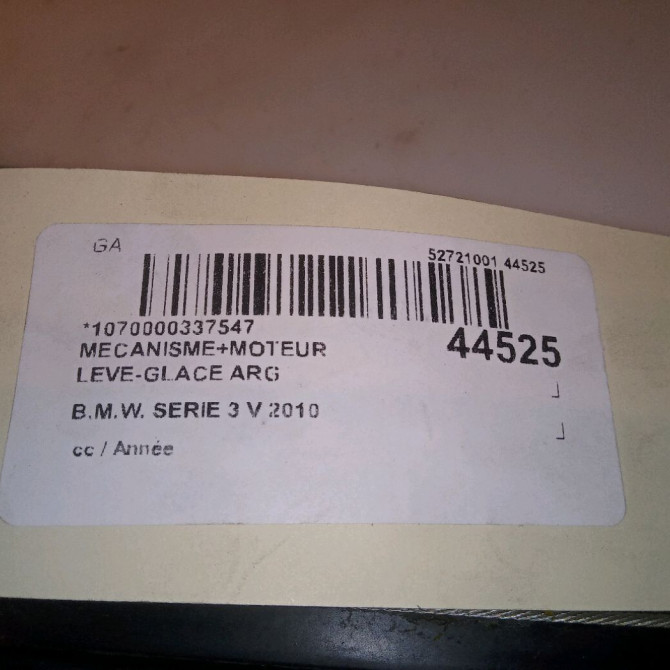 GA
52721001 44525
*1070000337547
44525
MECANISME+MOTEUR
LEVE-GLACE ARG
B.M.W. SERIE 3 V 2010
cc / Année